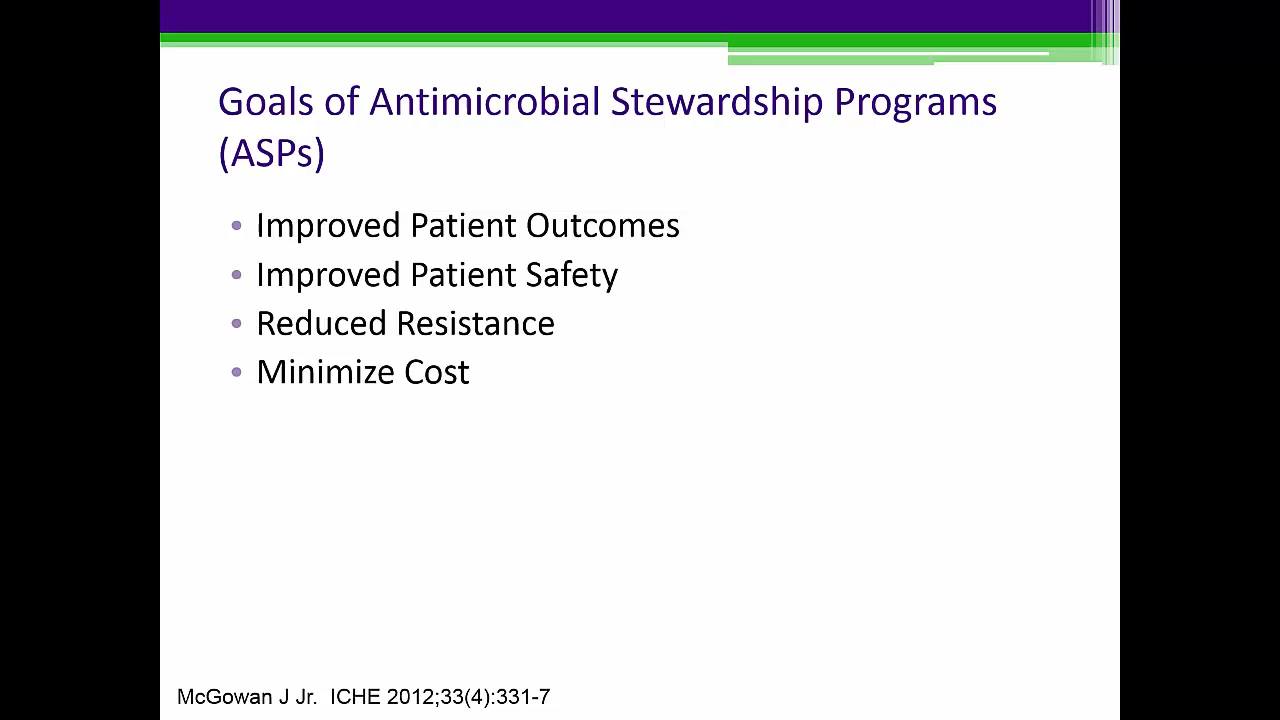 Goals of Antimicrobial Stewardship Programs
(ASPs)
• Improved Patient Outcomes
• Improved Patient Safety
• Reduced Resistance
• Minimize Cost
McGowan J Jr.  ICHE 2012;33(4):331-7